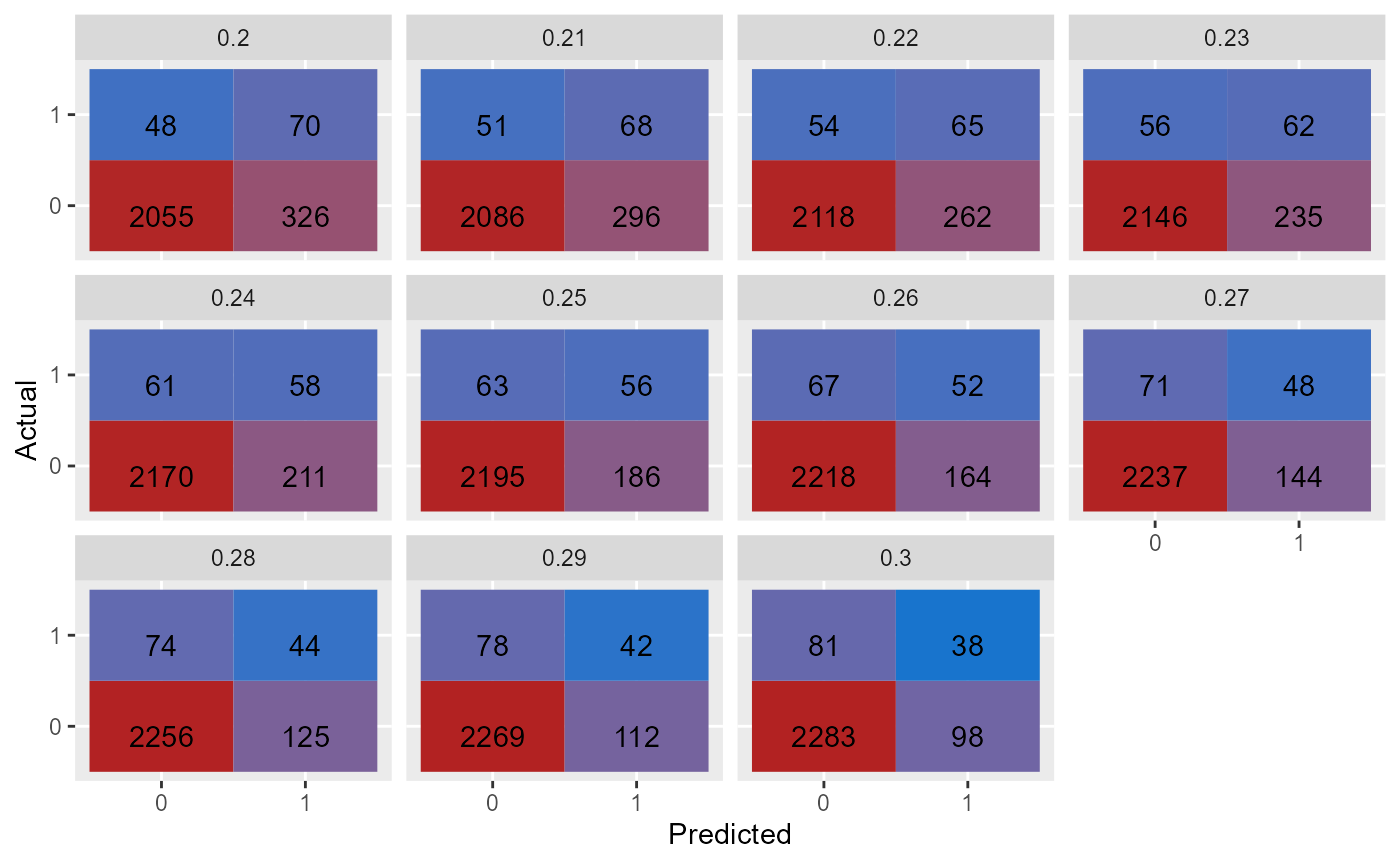 0.2 0.21 0.22 0.23
1 48 70 51 68 54 65 56 62
0 2055 326 2086 296 2118 262 2146 235
0.24 0.25 0.26 0.27
1 61 58 63 56 67 52 71 48
0 2170 211 2195 186 2218 164 2237 144
0 1
0.28 0.29 0.3
1 74 44 78 42 81 38
0 2256 125 2269 112 2283 98
0 1 0 1 0 1
Predicted
Actual